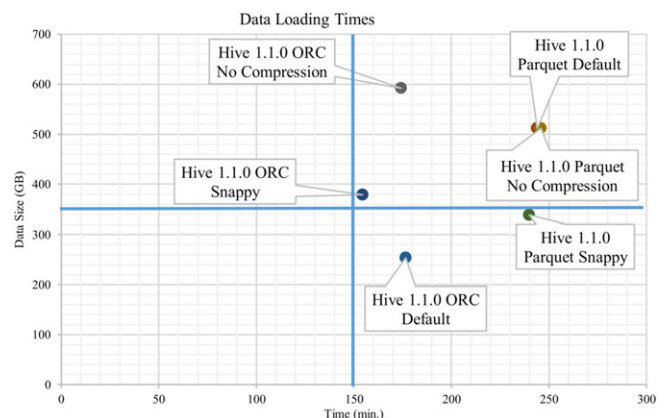 Data Loading Times
700
600
500
400
300
200
100
0
Data Size (GB)
Hive 1.1.0 ORC
No Compression
Hive 1.1.0
Parquet Default
Hive 1.1.0 ORC
Snappy
Hive 1.1.0 Parquet
No Compression
Hive 1.1.0
Parquet Snappy
Hive 1.1.0 ORC
Default
0 50 100 150 200 250 300
Time (min.)